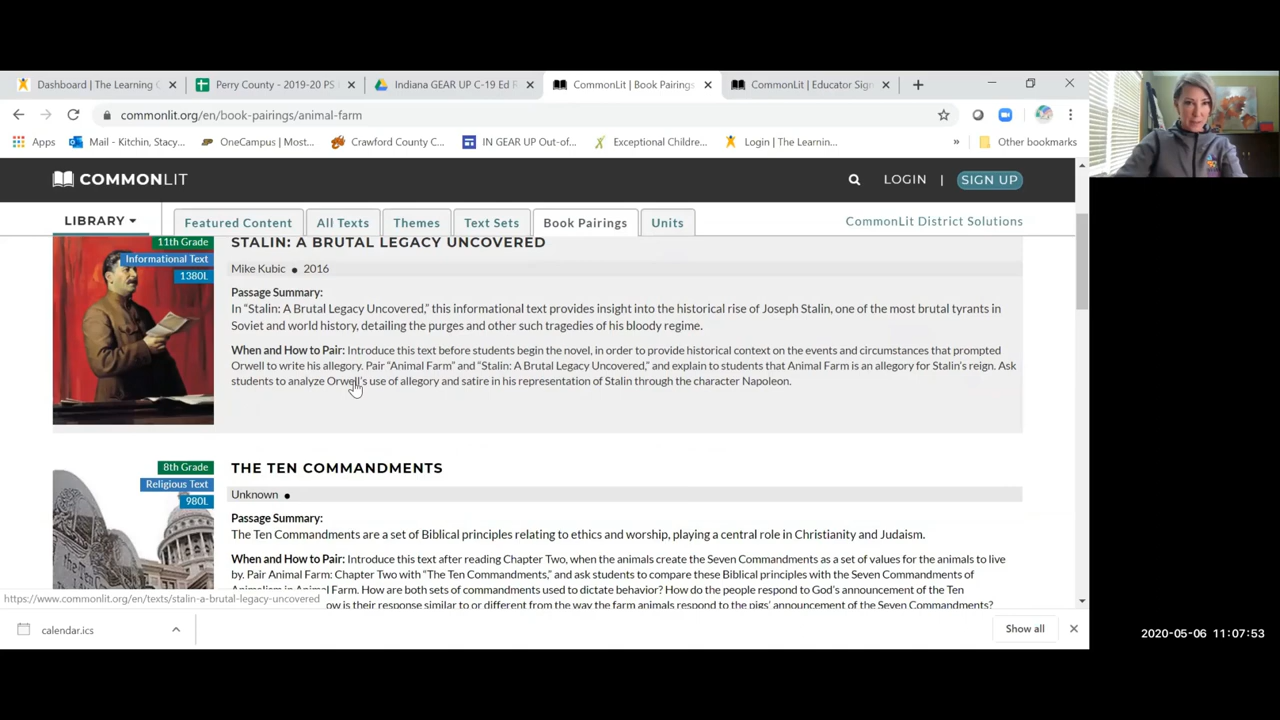 Dashboard | The Learning C
Perry County - 2019-20 PS
Indiana GEAR UP C-19 Ed R
CommonLit | Book Pairings
CommonLit | Educator Sign
commonlit.org/en/book-pairings/animal-farm
Apps
Mail - Kitchin, Stacy...
OneCampus | Most...
Crawfo... C...
IN GEAR UP Out-of...
Exceptional Childre...
Login | The Learnin...
»
Other bookmarks
COMMONLIT
LOGIN | SIGN UP
LIBRARY
Featured Content
All Texts
Themes
Text Sets
Book Pairings
Units
CommonLit District Solutions
11th Grade
Informational Text
1380L
STALIN: A BRUTAL LEGACY UNCOVERED
Mike Kubic ● 2016
Passage Summary:
In “Stalin: A Brutal Legacy Uncovered,” this informational text provides insight into the historical rise of Joseph Stalin, one of the most brutal tyrants in
Soviet and world history, detailing the purges and other such tragedies of his bloody regime.
When and How to Pair: Introduce this text before students begin the novel, in order to provide historical context on the events and circumstances that prompted
Orwell to write his allegory. Pair “Animal Farm” and “Stalin: A Brutal Legacy Uncovered,” and explain to students that Animal Farm is an allegory for Stalin’s reign. Ask
students to analyze Orwell’s use of allegory and satire in his representation of Stalin through the character Napoleon.
8th Grade
Religious Text
980L
THE TEN COMMANDMENTS
Unknown ●
Passage Summary:
The Ten Commandments are a set of Biblical principles relating to ethics and worship, playing a central role in Christianity and Judaism.
When and How to Pair: Introduce this text after reading Chapter Two, when the animals create the Seven Commandments as a set of values for the animals to live
by. Pair Animal Farm: Chapter Two with “The Ten Commandments,” and ask students to compare these Biblical principles with the Seven Commandments of
Animalism in Animal Farm. How are both sets of commandments used to dictate behavior? How do the people respond to God’s announcement of the Ten
ow is their response similar to or different from the way the farm animals respond to the pigs’ announcement of the Seven Commandments?
https://www.commonlit.org/en/texts/stalin-a-brutal-legacy-uncovered
calendar.ics
Show all
2020-05-06 11:07:53